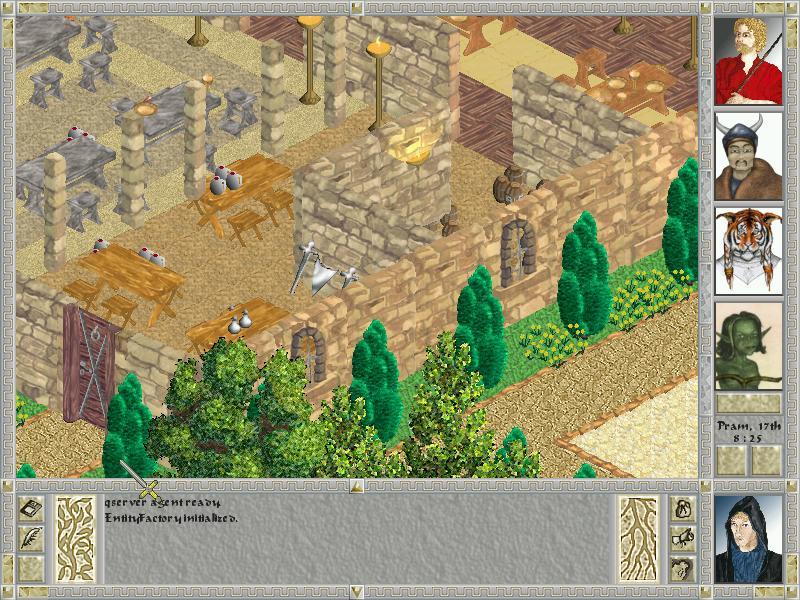 Pram, 17th
8:25
qserver agent ready.
EntityFactory initialized.